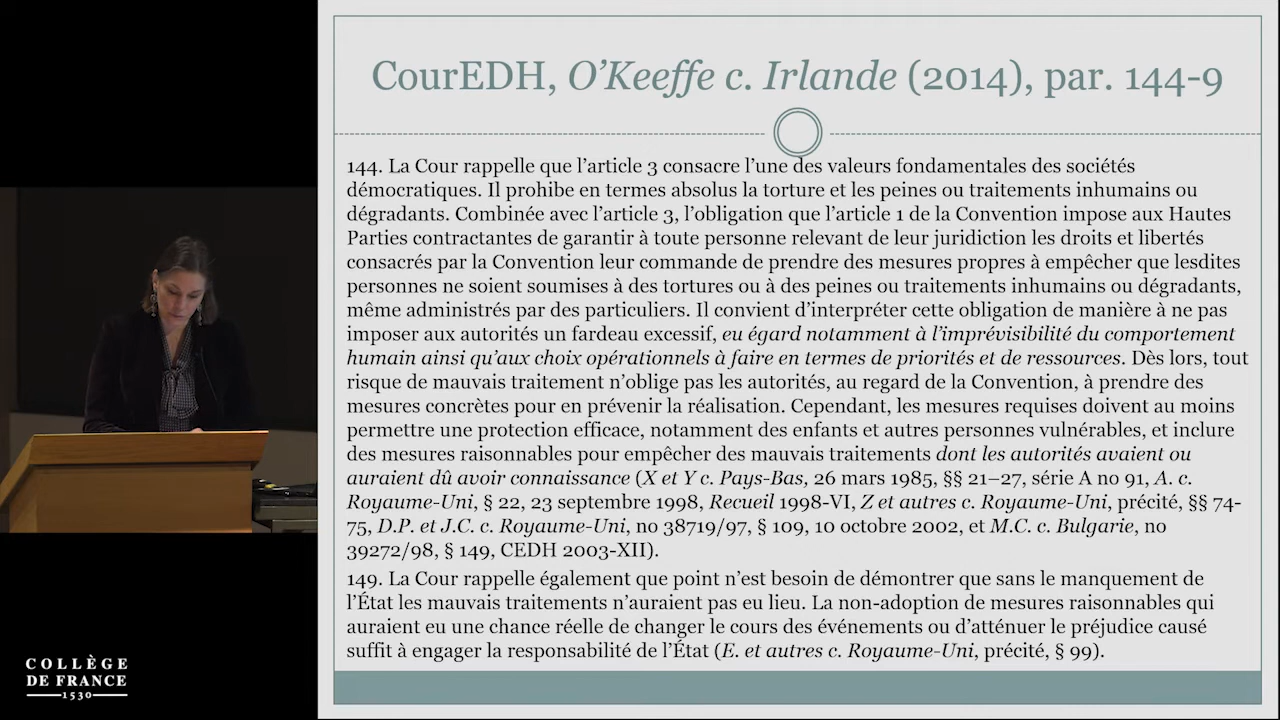 CourEDH, O’Keeffe c. Irlande (2014), par. 144-9
144. La Cour rappelle que l’article 3 consacre l’une des valeurs fondamentales des sociétés
démocratiques. Il prohibe en termes absolus la torture et les peines ou traitements inhumains ou
dégradants. Combinée avec l’article 3, l’obligation que l’article 1 de la Convention impose aux Hautes
Parties contractantes de garantir à toute personne relevant de leur juridiction les droits et libertés
consacrés par la Convention leur commande de prendre des mesures propres à empêcher que lesdites
personnes ne soient soumises à des tortures ou à des peines ou traitements inhumains ou dégradants,
même administrés par des particuliers. Il convient d’interpréter cette obligation de manière à ne pas
imposer aux autorités un fardeau excessif, eu égard notamment à l’imprévisibilité du comportement
humain ainsi qu’aux choix opérationnels à faire en termes de priorités et de ressources. Dès lors, tout
risque de mauvais traitement n’oblige pas les autorités, au regard de la Convention, à prendre des
mesures concrètes pour en prévenir la réalisation. Cependant, les mesures requises doivent au moins
permettre une protection efficace, notamment des enfants et autres personnes vulnérables, et inclure
des mesures raisonnables pour empêcher des mauvais traitements dont les autorités avaient ou
auraient dû avoir connaissance (X et Y c. Pays-Bas, 26 mars 1985, §§ 21–27, série A no 91, A. c.
Royaume-Uni, § 22, 23 septembre 1998, Recueil 1998-VI, Z et autres c. Royaume-Uni, précité, §§ 74-
75, D.P. et J.C. c. Royaume-Uni, no 38719/97, § 109, 10 octobre 2002, et M.C. c. Bulgarie, no
39272/98, § 149, CEDH 2003-XII).
149. La Cour rappelle également que point n’est besoin de démontrer que sans le manquement de
l’État les mauvais traitements n’auraient pas eu lieu. La non-adoption de mesures raisonnables qui
auraient eu une chance réelle de changer le cours des événements ou d’atténuer le préjudice causé
suffit à engager la responsabilité de l’État (E. et autres c. Royaume-Uni, précité, § 99).
COLLÈGE
DE FRANCE
1530